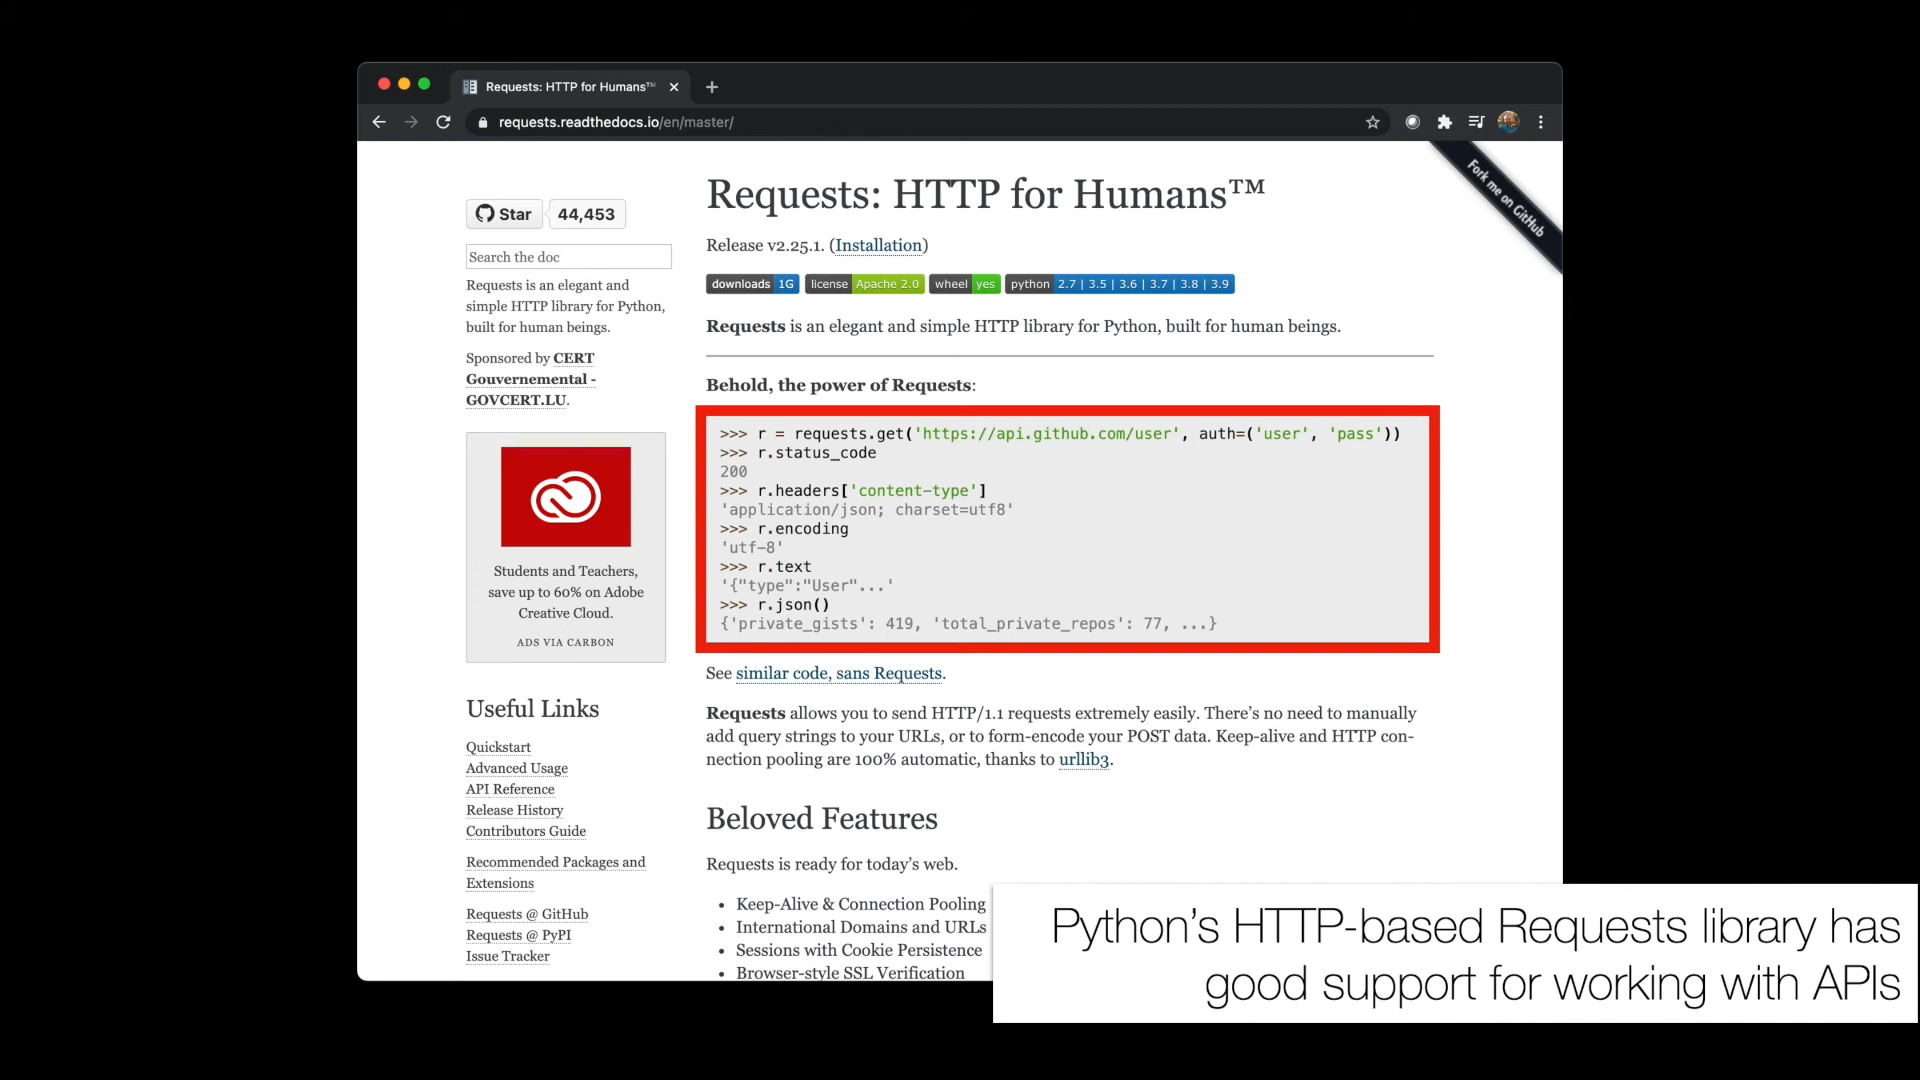 Requests: HTTP for Humans™
requests.readthedocs.io/en/master/
Fork me on GitHub
Star 44,453
Search the doc
Requests is an elegant and
simple HTTP library for Python,
built for human beings.
Sponsored by CERT
Gouvernemental -
GOVCERT.LU.
Students and Teachers,
save up to 60% on Adobe
Creative Cloud.
ADS VIA CARBON
Useful Links
Quickstart
Advanced Usage
API Reference
Release History
Contributors Guide
Recommended Packages and
Extensions
Requests @ GitHub
Requests @ PyPI
Issue Tracker
Requests: HTTP for Humans™
Release v2.25.1. (Installation)
downloads 1G license Apache 2.0 wheel yes python 2.7 | 3.5 | 3.6 | 3.7 | 3.8 | 3.9
Requests is an elegant and simple HTTP library for Python, built for human beings.
Behold, the power of Requests:
>>> r = requests.get('https://api.github.com/user', auth=('user', 'pass'))
>>> r.status_code
200
>>> r.headers['content-type']
'application/json; charset=utf8'
>>> r.encoding
'utf-8'
>>> r.text
'{"type":"User"...'
>>> r.json()
{'private_gists': 419, 'total_private_repos': 77, ...}
See similar code, sans Requests.
Requests allows you to send HTTP/1.1 requests extremely easily. There's no need to manually
add query strings to your URLs, or to form-encode your POST data. Keep-alive and HTTP con-
nection pooling are 100% automatic, thanks to urllib3.
Beloved Features
Requests is ready for today's web.
• Keep-Alive & Connection Pooling
• International Domains and URLs
• Sessions with Cookie Persistence
• Browser-style SSL Verification
Python's HTTP-based Requests library has
good support for working with APIs